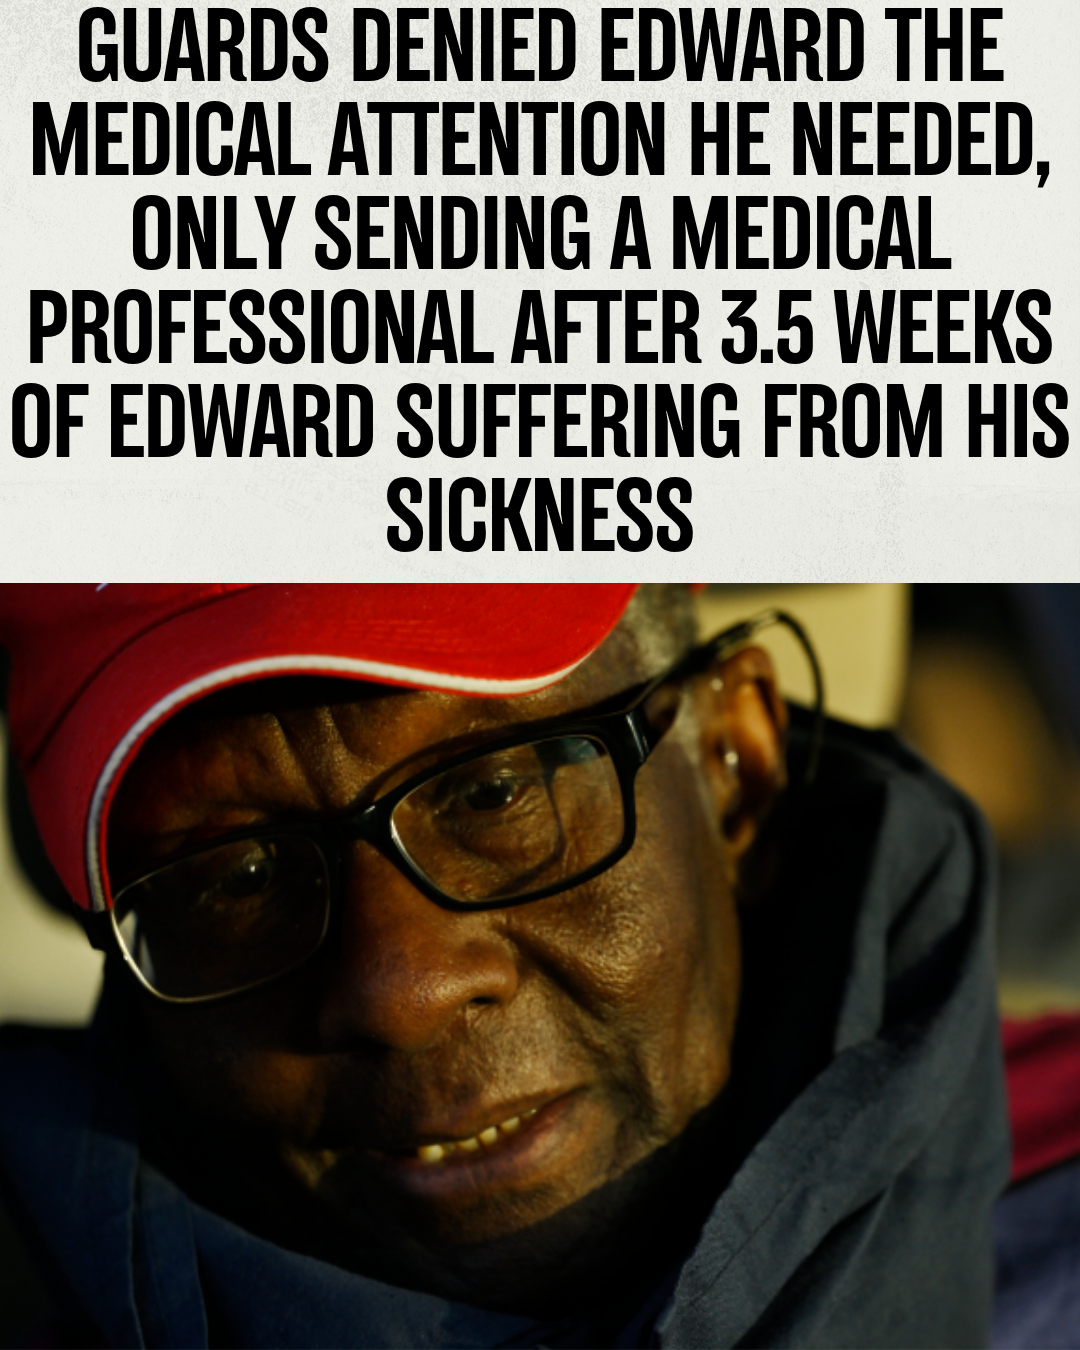 GUARDS DENIED EDWARD THE
MEDICAL ATTENTION HE NEEDED,
ONLY SENDING A MEDICAL
PROFESSIONAL AFTER 3.5 WEEKS
OF EDWARD SUFFERING FROM HIS
SICKNESS